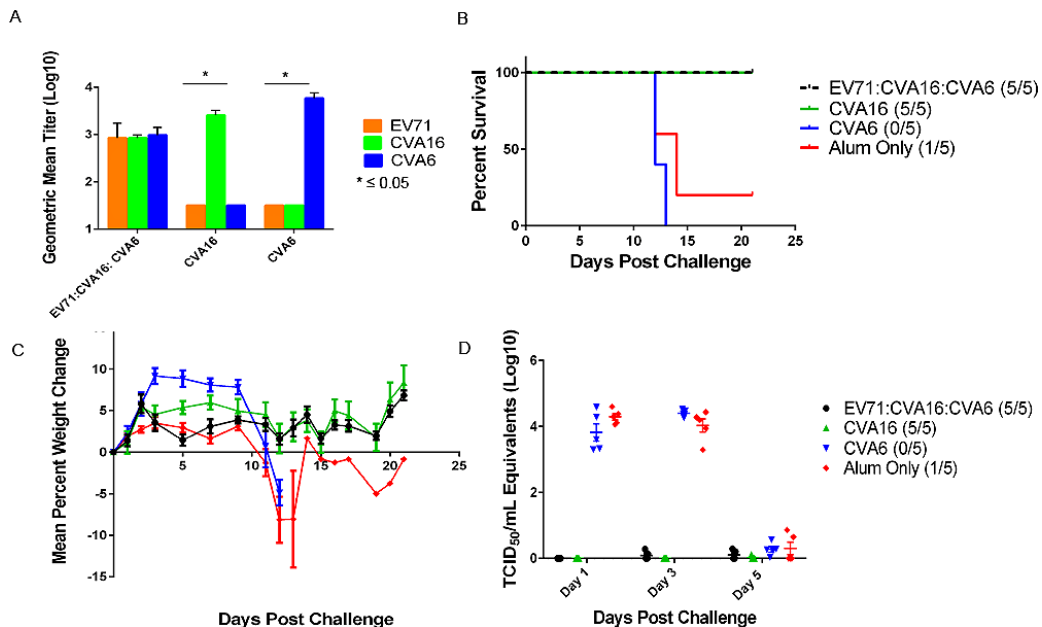 A
Geometric Mean Titer (Log10)
4
3
2
1
EV71:CVA16: CVA6
CVA16
CVA6
*
*
EV71
CVA16
CVA6
* ≤ 0.05
B
Percent Survival
100
50
0
0
5
10
15
20
25
Days Post Challenge
EV71:CVA16:CVA6 (5/5)
CVA16 (5/5)
CVA6 (0/5)
Alum Only (1/5)
C
Mean Percent Weight Change
10
5
0
-5
-10
-15
5
10
15
20
25
Days Post Challenge
D
TCID50/mL Equivalents (Log10)
6
4
2
0
Day 1
Day 3
Day 5
Days Post Challenge
EV71:CVA16:CVA6 (5/5)
CVA16 (5/5)
CVA6 (0/5)
Alum Only (1/5)